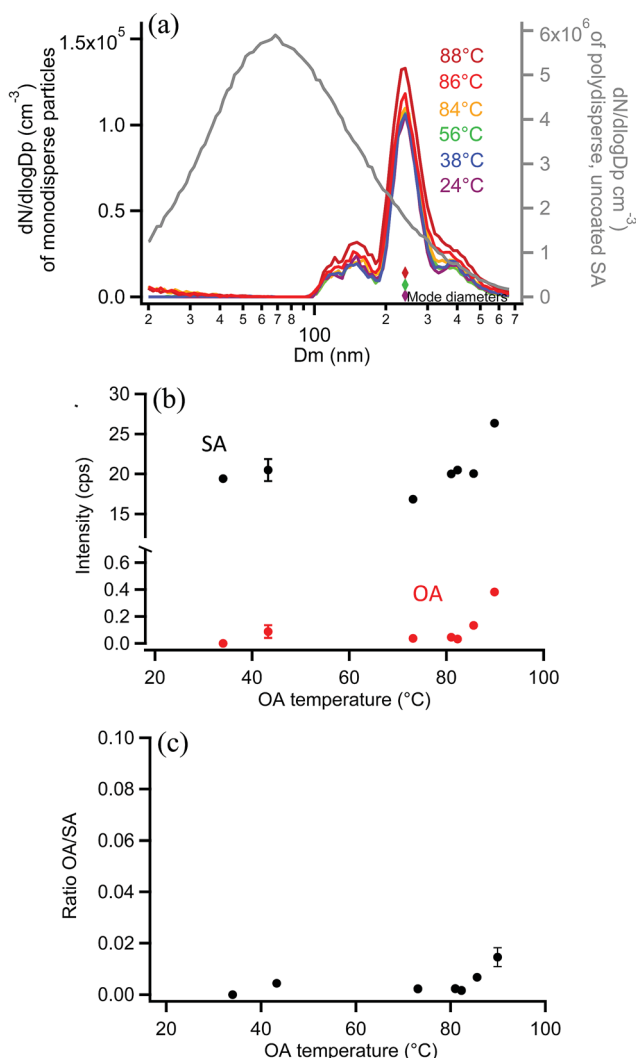 (a)
1.5x10⁵
1.0
0.5
0.0
dN/dlogDp (cm⁻³)
of monodisperse particles
88°C
86°C
84°C
56°C
38°C
24°C
Mode diameters
6x10⁶
5
4
3
2
1
0
dN/dlogDp cm⁻³)
of polydisperse, uncoated SA
2 3 4 5 6 7 8 100 2 3 4 5 6 7
Dm (nm)
(b)
30
25
20
15
0.6
0.4
0.2
0.0
Intensity (cps)
SA
OA
20 40 60 80 100
OA temperature (°C)
(c)
0.10
0.08
0.06
0.04
0.02
0.00
Ratio OA/SA
20 40 60 80 100
OA temperature (°C)